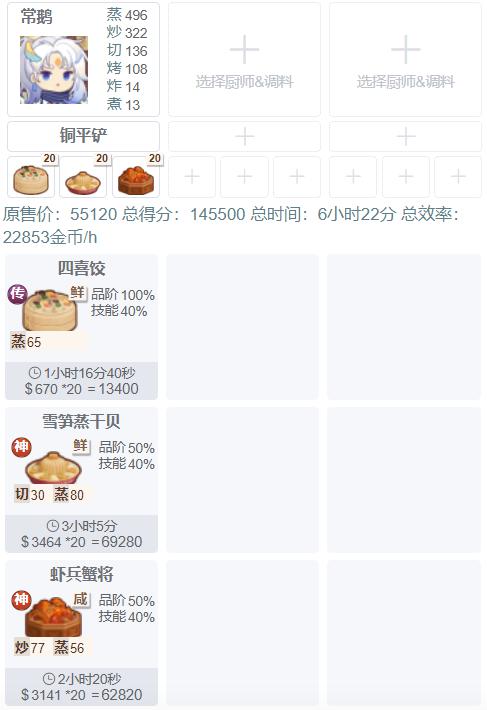 常鹅
蒸 496
炒 322
切 136
烤 108
炸 14
煮 13
选择厨师&调料
选择厨师&调料
铜平铲
20
20
20
原售价：55120 总得分：145500 总时间：6小时22分 总效率：
22853金币/h
四喜饺
传
鲜
品阶 100%
技能 40%
蒸 65
1小时16分40秒
$ 670 *20 = 13400
雪笋蒸干贝
神
鲜
品阶 50%
技能 40%
切 30 蒸 80
3小时5分
$ 3464 *20 = 69280
虾兵蟹将
神
咸
品阶 50%
技能 40%
炒 77 蒸 56
2小时20秒
$ 3141 *20 = 62820